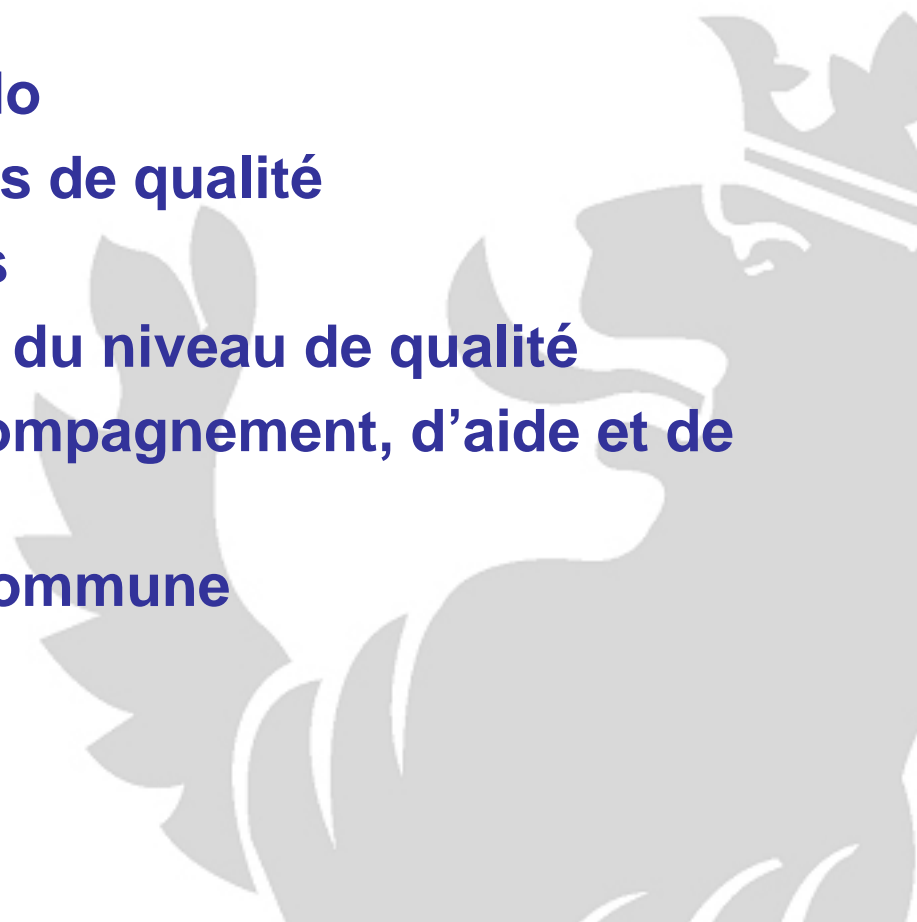 lo
s de qualité
s
du niveau de qualité
ompagnement, d’aide et de
ommune